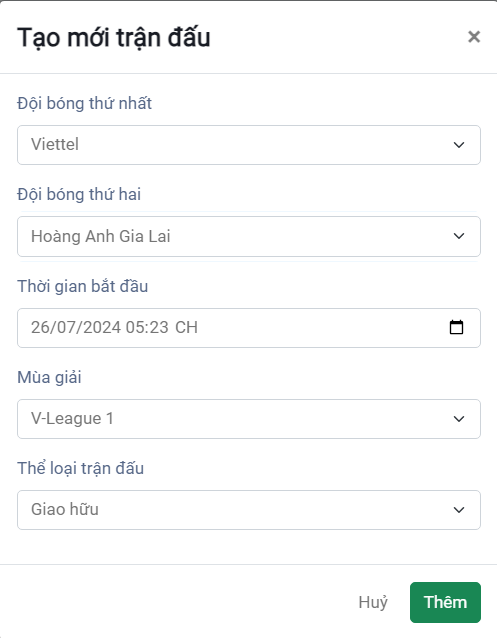 Tạo mới trận đấu
×
Đội bóng thứ nhất
Viettel
Đội bóng thứ hai
Hoàng Anh Gia Lai
Thời gian bắt đầu
26/07/2024 05:23 CH
Mùa giải
V-League 1
Thể loại trận đấu
Giao hữu
Huỷ Thêm